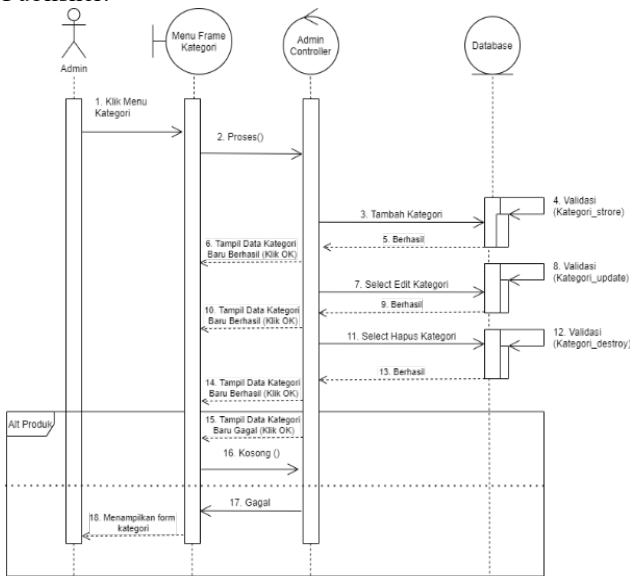 Menu Frame
Kategori
Admin
Controller
Database
Admin
1. Klik Menu
Kategori
2. Proses()
3. Tambah Kategori
4. Validasi
(Kategori_strore)
5. Berhasil
6. Tampil Data Kategori
Baru Berhasil (Klik OK)
7. Select Edit Kategori
8. Validasi
(Kategori_update)
9. Berhasil
10. Tampil Data Kategori
Baru Berhasil (Klik OK)
11. Select Hapus Kategori
12. Validasi
(Kategori_destroy)
13. Berhasil
14. Tampil Data Kategori
Baru Berhasil (Klik OK)
Alt Produk
15. Tampil Data Kategori
Baru Gagal (Klik OK)
16. Kosong ()
17. Gagal
18. Menampilkan form
kategori